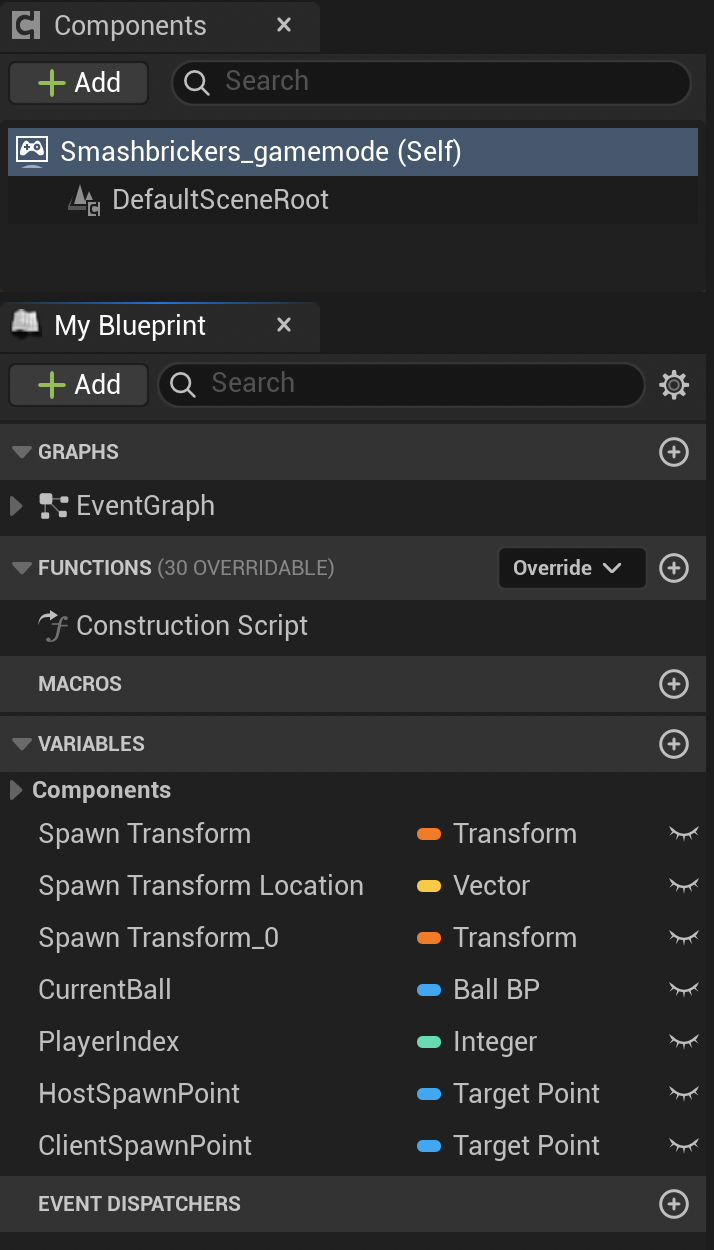 Components
Add
Search
Smashbrickers_gamemode (Self)
DefaultSceneRoot
My Blueprint
Add
Search
GRAPHS
EventGraph
FUNCTIONS (30 OVERRIDABLE)
Override
Construction Script
MACROS
VARIABLES
Components
Spawn Transform Transform
Spawn Transform Location Vector
Spawn Transform_0 Transform
CurrentBall Ball BP
PlayerIndex Integer
HostSpawnPoint Target Point
ClientSpawnPoint Target Point
EVENT DISPATCHERS